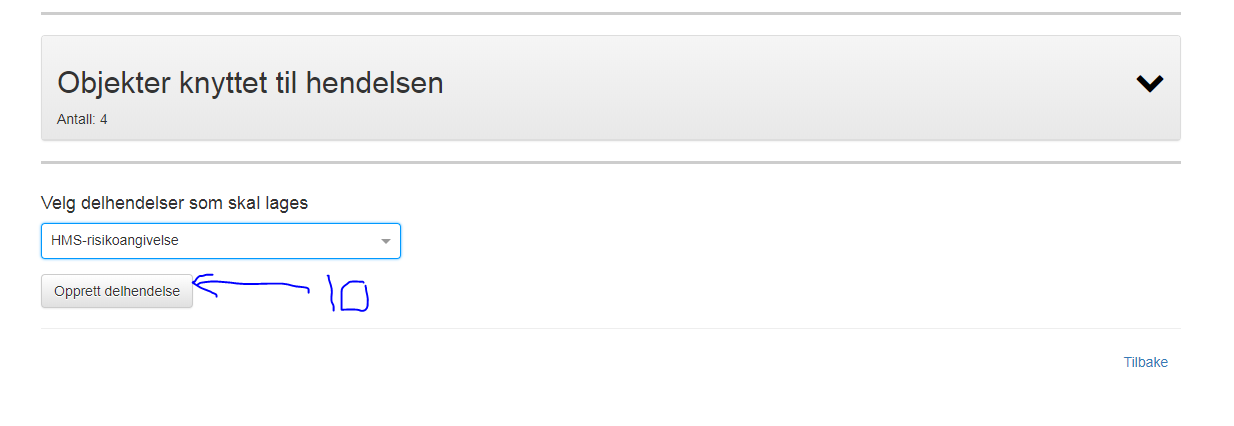 Objekter knyttet til hendelsen
Antall: 4
Velg delhendelser som skal lages
HMS-risikoangivelse
Opprett delhendelse
10
Tilbake